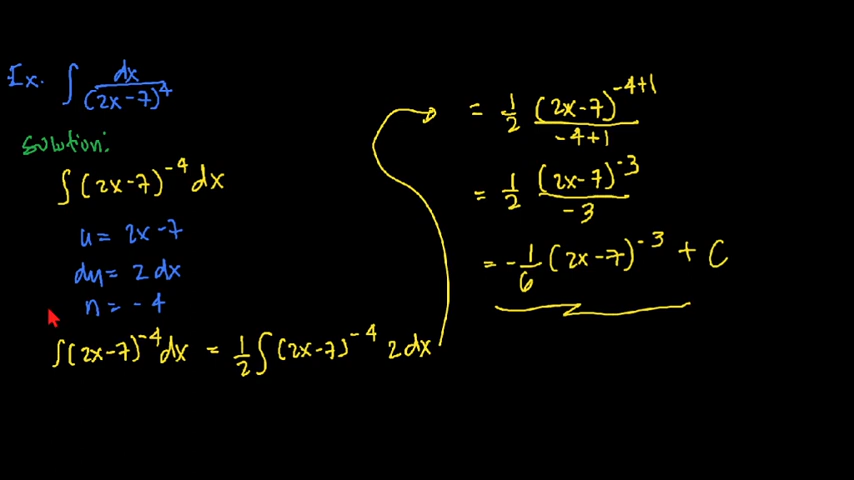 Ex. ∫ dx/(2x-7)^4
Solution:
∫(2x-7)^-4 dx
u = 2x-7
du = 2dx
n = -4
∫(2x-7)^-4 dx = 1/2 ∫(2x-7)^-4 2dx
= 1/2 (2x-7)^-4+1/-4+1
= 1/2 (2x-7)^-3/-3
= -1/6 (2x-7)^-3 + C